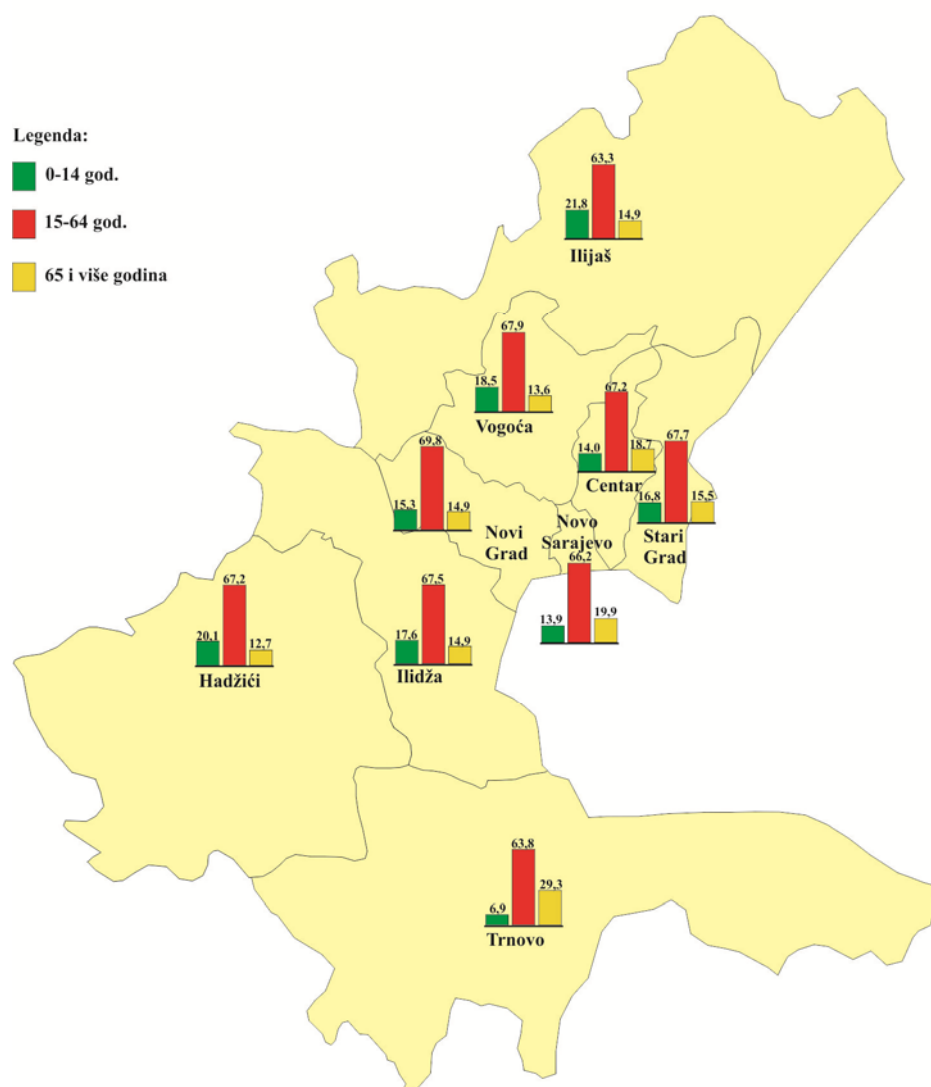 Legenda:
0-14 god.
15-64 god.
65 i više godina
63,3
21,8
14,9
Ilijaš
67,9
18,5
13,6
Vogoća
67,2
14,0
18,7
Centar
67,7
16,8
15,5
Stari
Grad
69,8
15,3
14,9
Novi
Grad
Novo
Sarajevo
66,2
13,9
19,9
67,2
20,1
12,7
Hadžići
67,5
17,6
14,9
Ilidža
63,8
6,9
29,3
Trnovo